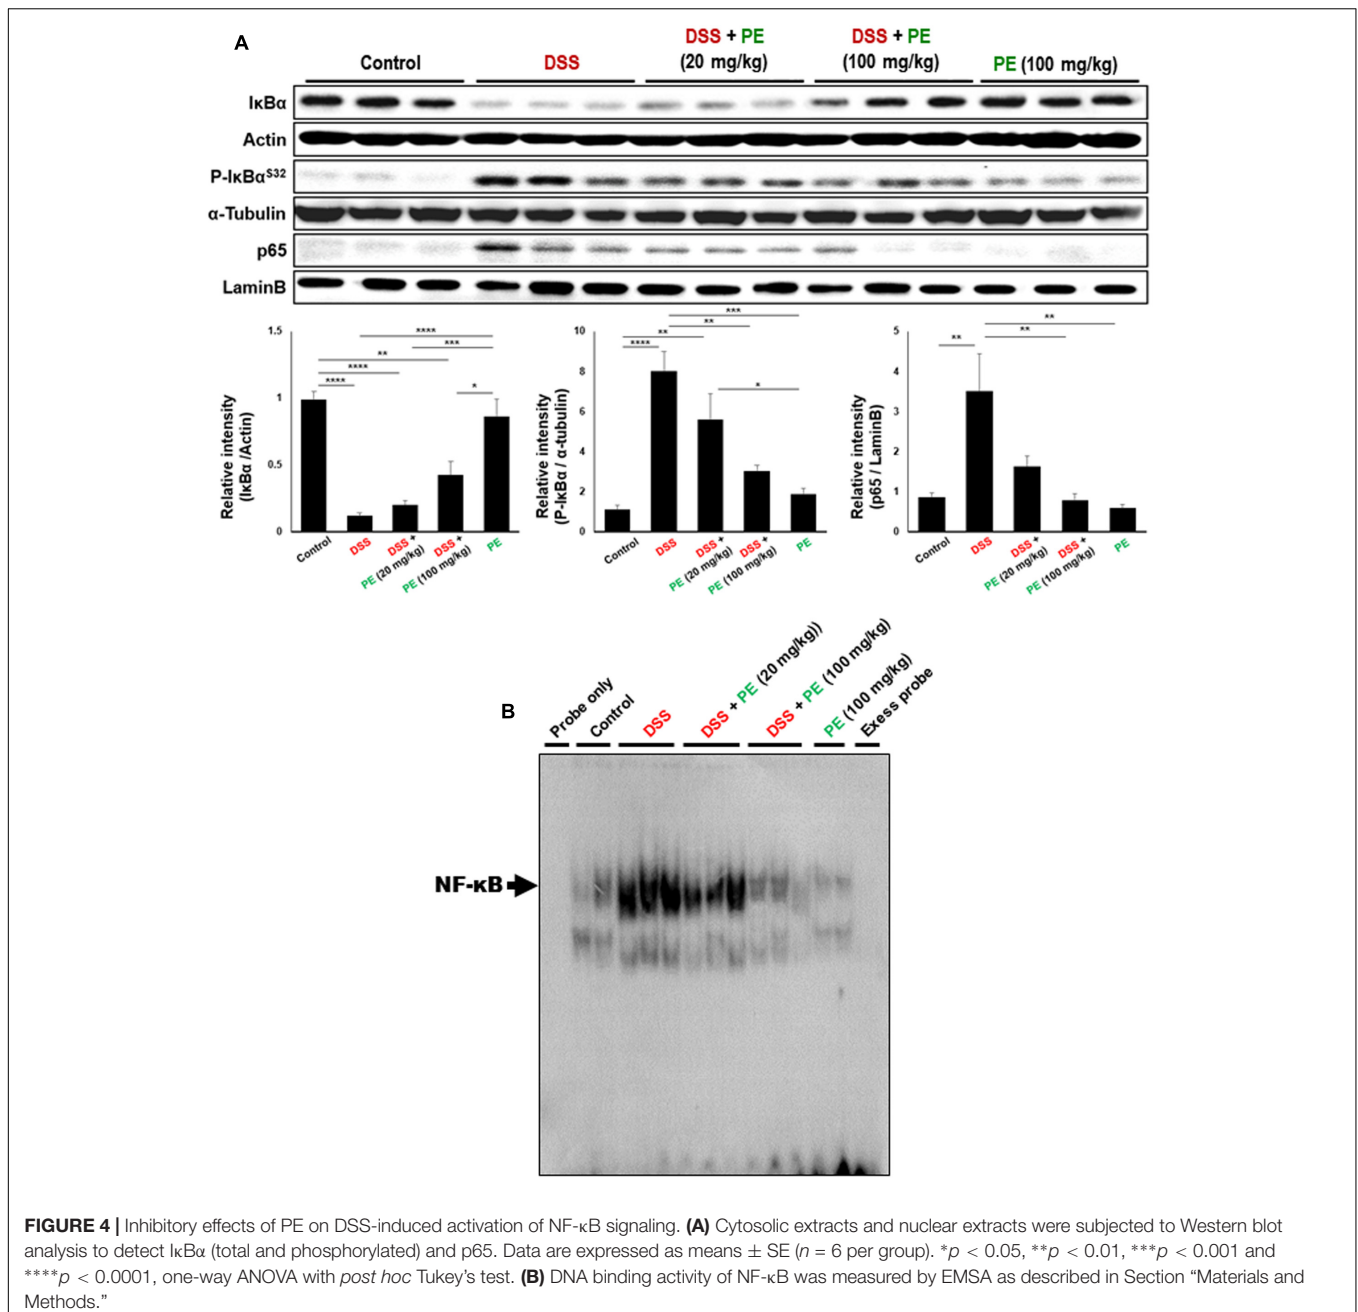 A
Control DSS DSS + PE (20 mg/kg) DSS + PE (100 mg/kg) PE (100 mg/kg)
IκBα
Actin
P-IκBα^S32
α-Tubulin
p65
LaminB
Relative intensity
(IκBα /Actin)
1.5
1
0.5
0
****
***
**
****
****
*
Control DSS DSS + PE (20 mg/kg) DSS + PE (100 mg/kg) PE
Relative intensity
(P-IκBα / α-tubulin)
10
8
6
4
2
0
***
**
**
****
*
Control DSS DSS + PE (20 mg/kg) DSS + PE (100 mg/kg) PE
Relative intensity
(p65 / LaminB)
5
4
3
2
1
0
**
**
**
Control DSS DSS + PE (20 mg/kg) DSS + PE (100 mg/kg) PE
B
Probe only Control DSS DSS + PE (20 mg/kg)) DSS + PE (100 mg/kg) PE (100 mg/kg) Exess probe
NF-κB
FIGURE 4 | Inhibitory effects of PE on DSS-induced activation of NF-κB signaling. (A) Cytosolic extracts and nuclear extracts were subjected to Western blot
analysis to detect IκBα (total and phosphorylated) and p65. Data are expressed as means ± SE (n = 6 per group). *p < 0.05, **p < 0.01, ***p < 0.001 and
****p < 0.0001, one-way ANOVA with post hoc Tukey's test. (B) DNA binding activity of NF-κB was measured by EMSA as described in Section “Materials and
Methods.”